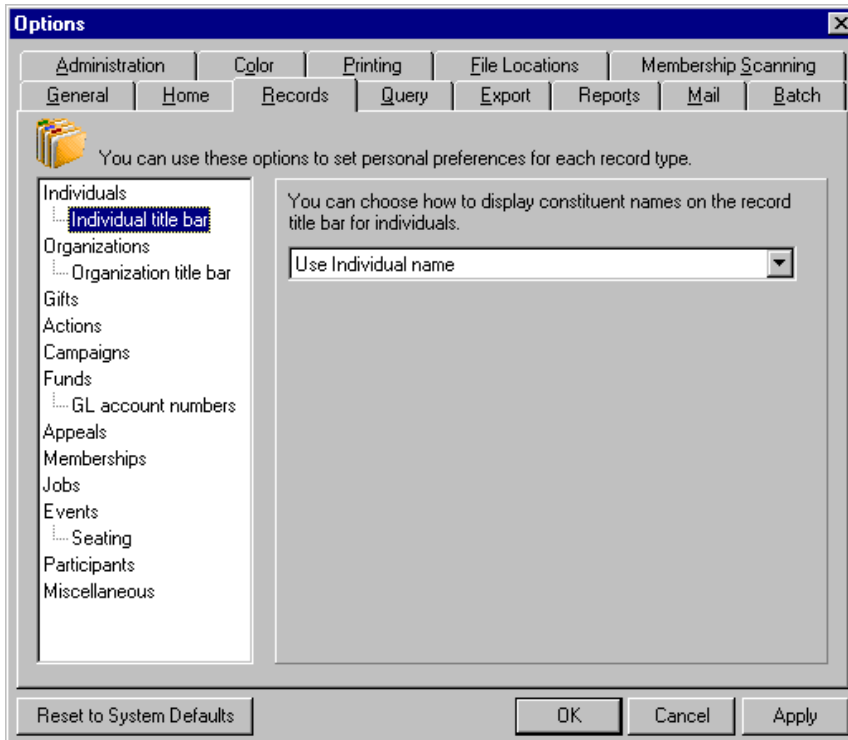 Options
Administration Color Printing File Locations Membership Scanning
General Home Records Query Export Reports Mail Batch
You can use these options to set personal preferences for each record type.
Individuals
Individual title bar
Organizations
Organization title bar
Gifts
Actions
Campaigns
Funds
GL account numbers
Appeals
Memberships
Jobs
Events
Seating
Participants
Miscellaneous
You can choose how to display constituent names on the record
title bar for individuals.
Use Individual name
Reset to System Defaults OK Cancel Apply